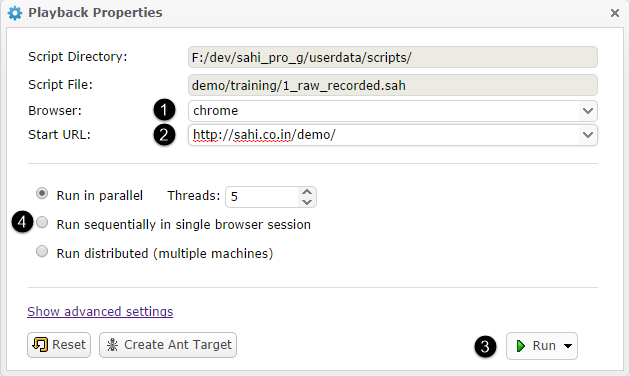 Playback Properties
Script Directory: F:/dev/sahi_pro_g/userdata/scripts/
Script File: demo/training/1_raw_recorded.sah
Browser: 1 chrome
Start URL: 2 http://sahi.co.in/demo/
Run in parallel Threads: 5
4 Run sequentially in single browser session
Run distributed (multiple machines)
Show advanced settings
Reset Create Ant Target 3 Run